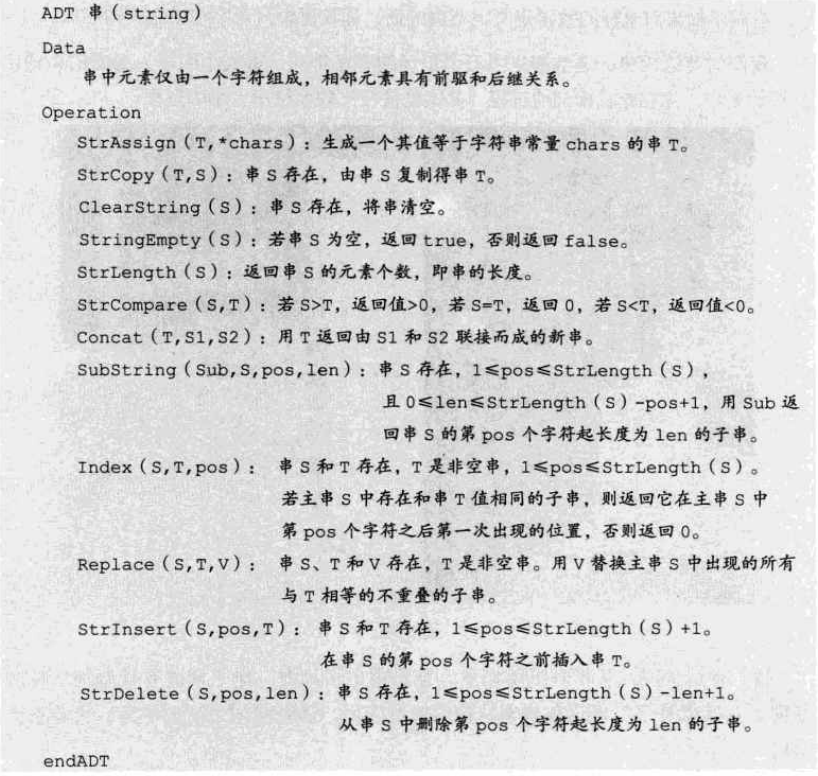 ADT 串(string)
Data
串中元素仅由一个字符组成，相邻元素具有前驱和后继关系。
Operation
StrAssign(T,*chars)：生成一个其值等于字符串常量 chars 的串 T。
StrCopy(T,S)：串 S 存在，由串 S 复制得串 T。
ClearString(S)：串 S 存在，将串清空。
StringEmpty(S)：若串 S 为空，返回 true，否则返回 false。
StrLength(S)：返回串 S 的元素个数，即串的长度。
StrCompare(S,T)：若 S>T，返回值>0，若 S=T，返回 0，若 S<T，返回值<0。
Concat(T,S1,S2)：用 T 返回由 S1 和 S2 联接而成的新串。
SubString(Sub,S,pos,len)：串 S 存在，1≤pos≤StrLength(S)，
且 0≤len≤StrLength(S)-pos+1，用 Sub 返
回串 S 的第 pos 个字符起长度为 len 的子串。
Index(S,T,pos)： 串 S 和 T 存在，T 是非空串，1≤pos≤StrLength(S)。
若主串 S 中存在和串 T 值相同的子串，则返回它在主串 S 中
第 pos 个字符之后第一次出现的位置，否则返回 0。
Replace(S,T,V)： 串 S、T 和 V 存在，T 是非空串。用 V 替换主串 S 中出现的所有
与 T 相等的不重叠的子串。
StrInsert(S,pos,T)：串 S 和 T 存在，1≤pos≤StrLength(S)+1。
在串 S 的第 pos 个字符之前插入串 T。
StrDelete(S,pos,len)：串 S 存在，1≤pos≤StrLength(S)-len+1。
从串 S 中删除第 pos 个字符起长度为 len 的子串。
endADT